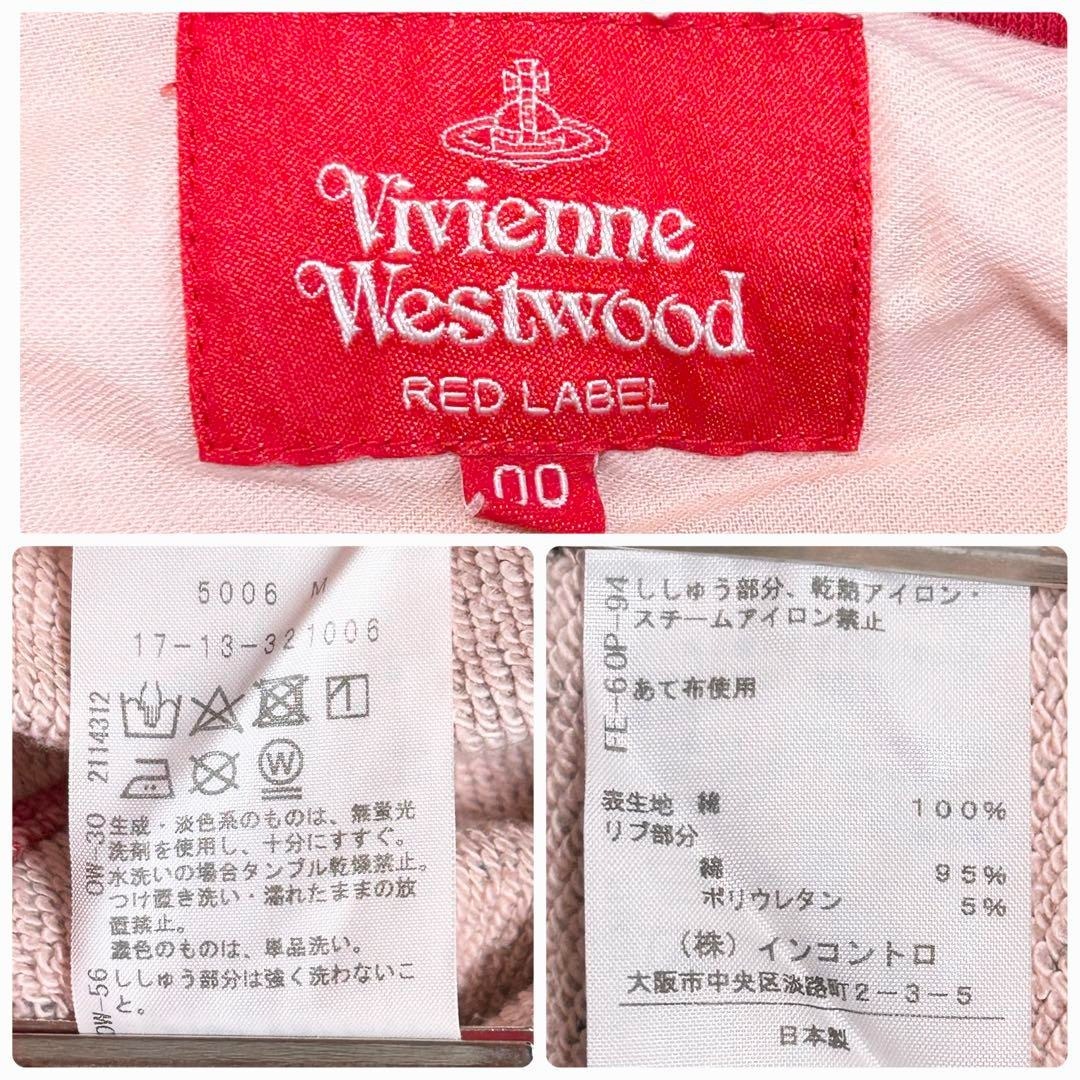 Vivienne
Westwood
RED LABEL
00
5006 M
17-13-321006
2114312
W
OW-30
生成・淡色系のものは、無蛍光
洗剤を使用し、十分にすすぐ。
水洗いの場合タンブル乾燥禁止。
つけ置き洗い・濡れたままの放
置禁止。
濃色のものは、単品洗い。
OW-56
ししゅう部分は強く洗わないこ
と。
FE-60P-94
ししゅう部分、乾熱アイロン・
スチームアイロン禁止
あて布使用
表生地 綿 100%
リブ部分
綿 95%
ポリウレタン 5%
(株)インコントロ
大阪市中央区淡路町2-3-5
日本製